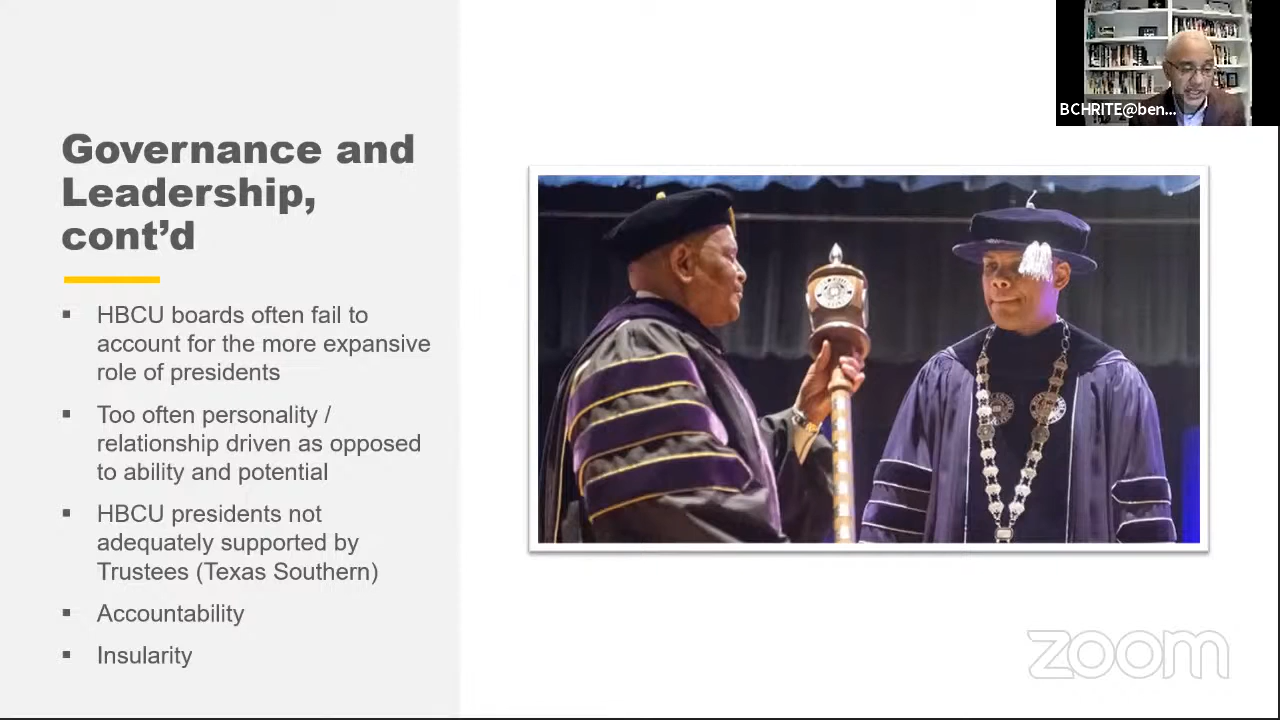 Governance and
Leadership,
cont’d
▪ HBCU boards often fail to
account for the more expansive
role of presidents
▪ Too often personality /
relationship driven as opposed
to ability and potential
▪ HBCU presidents not
adequately supported by
Trustees (Texas Southern)
▪ Accountability
▪ Insularity
BCHRITE@ben...
zoom